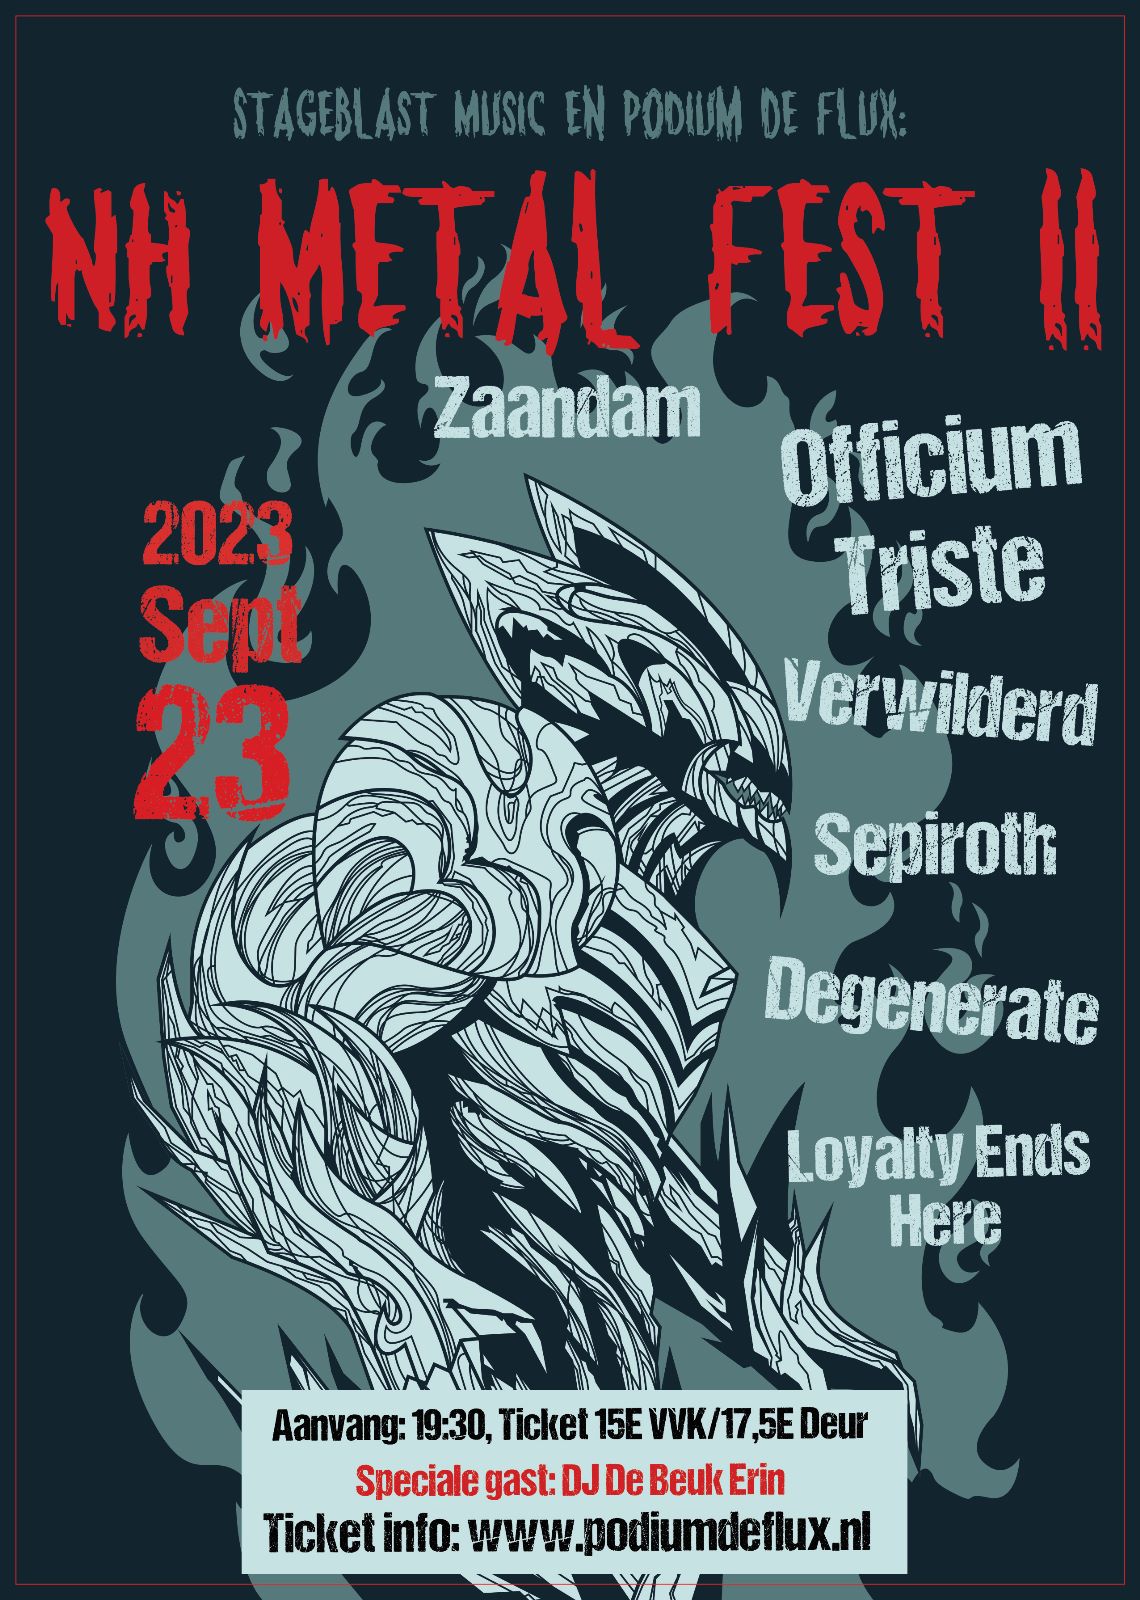 STAGEBLAST MUSIC EN PODIUM DE FLUX:
NH METAL FEST II
Zaandam
2023
Sept
23
Officium
Triste
Verwilderd
Sepiroth
Degenerate
Loyalty Ends
Here
Aanvang: 19:30, Ticket 15E VVK/17,5E Deur
Speciale gast: DJ De Beuk Erin
Ticket info: www.podiumdeflux.nl